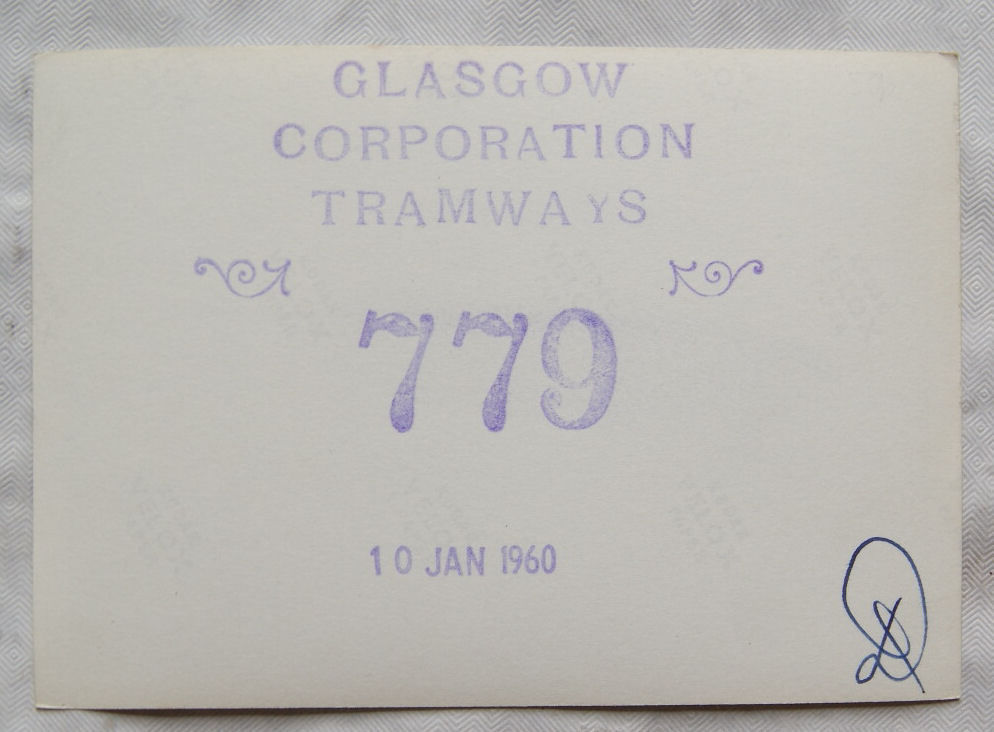 GLASGOW
CORPORATION
TRAMWAYS
779
10 JAN 1960